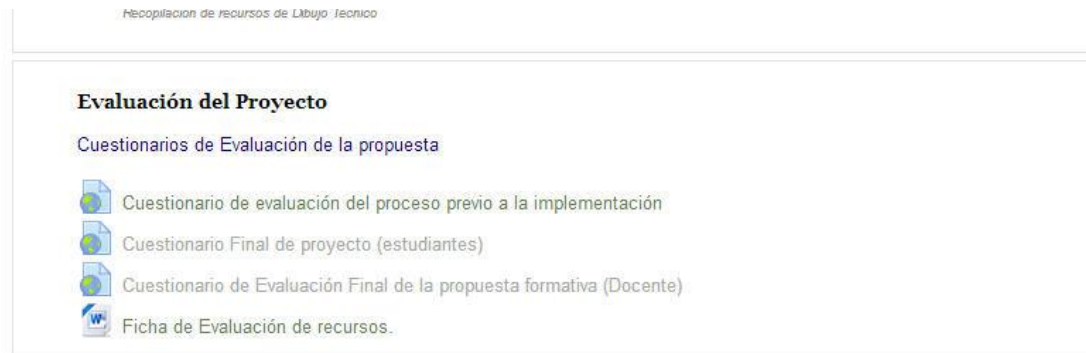 Recopilación de recursos de Dibujo Técnico
Evaluación del Proyecto
Cuestionarios de Evaluación de la propuesta
Cuestionario de evaluación del proceso previo a la implementación
Cuestionario Final de proyecto (estudiantes)
Cuestionario de Evaluación Final de la propuesta formativa (Docente)
Ficha de Evaluación de recursos.